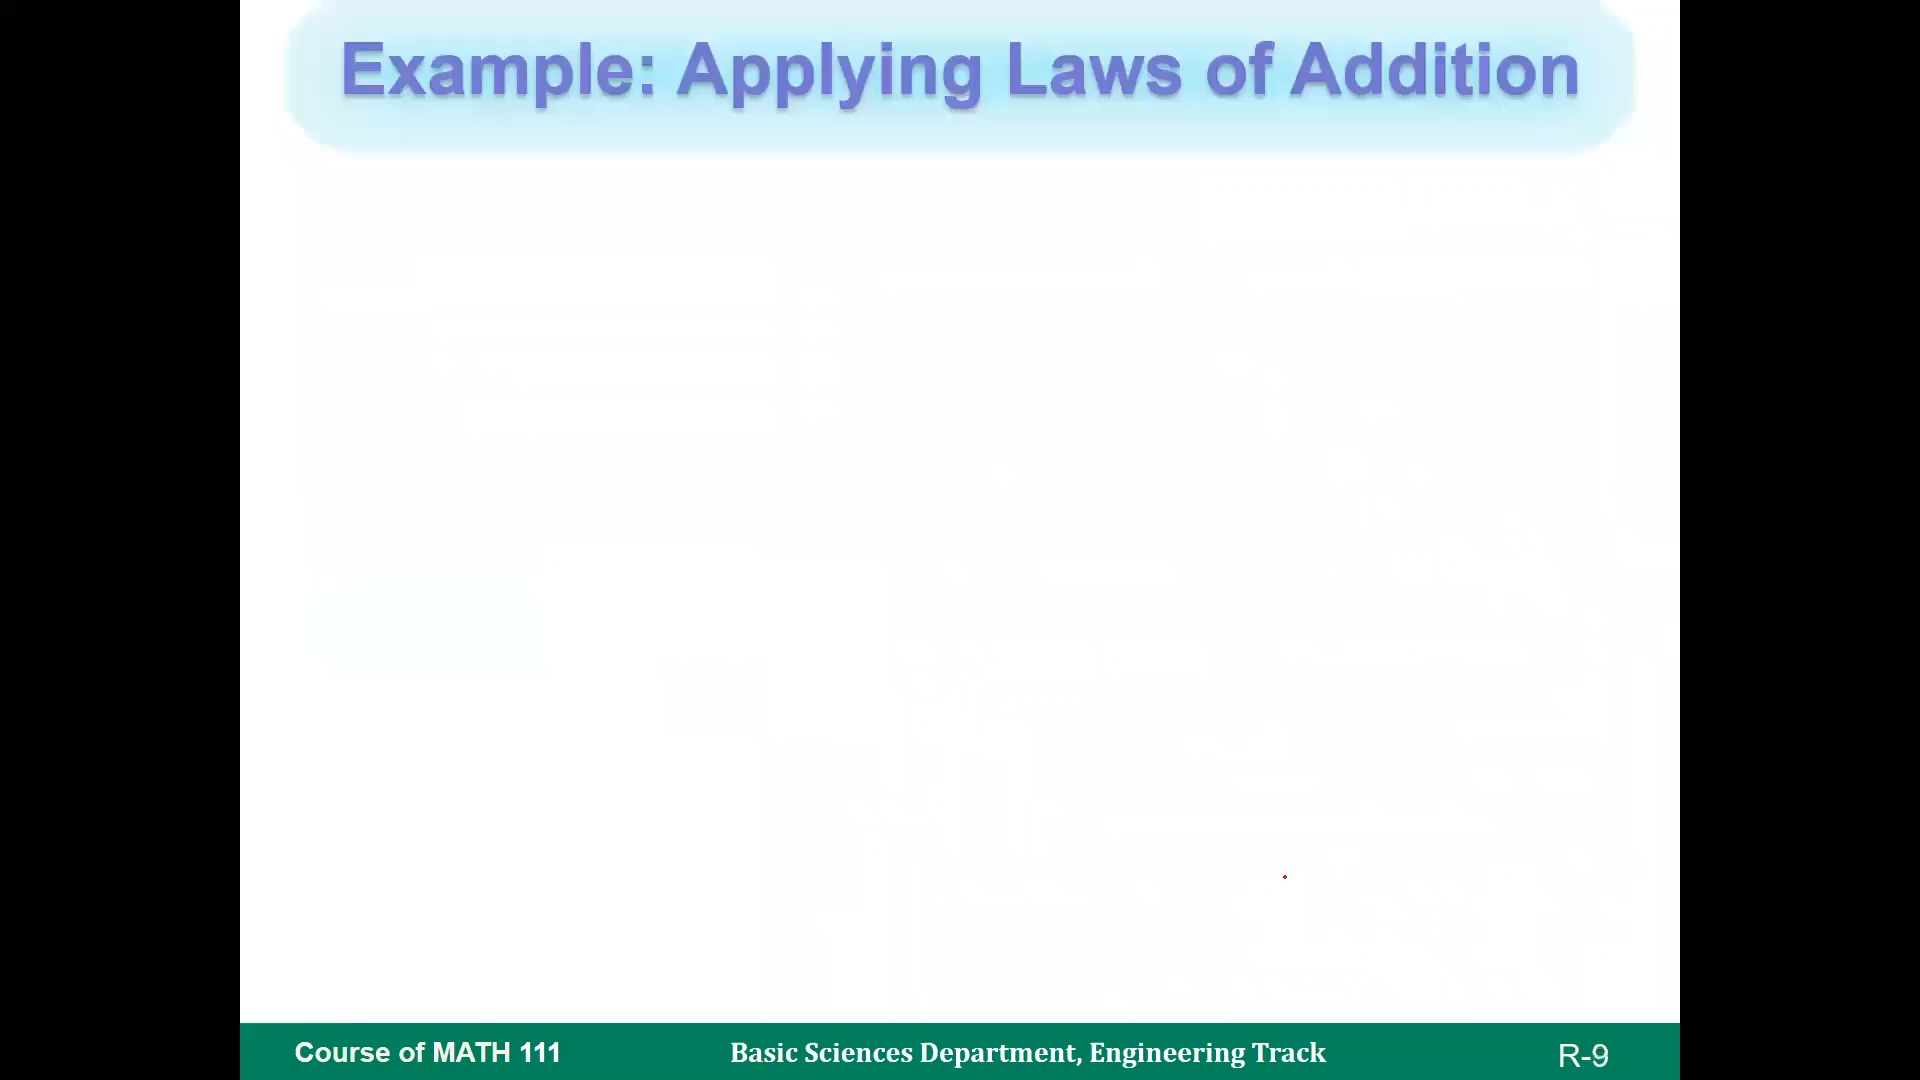 Example: Applying Laws of Addition
Course of MATH 111
Basic Sciences Department, Engineering Track
R-9